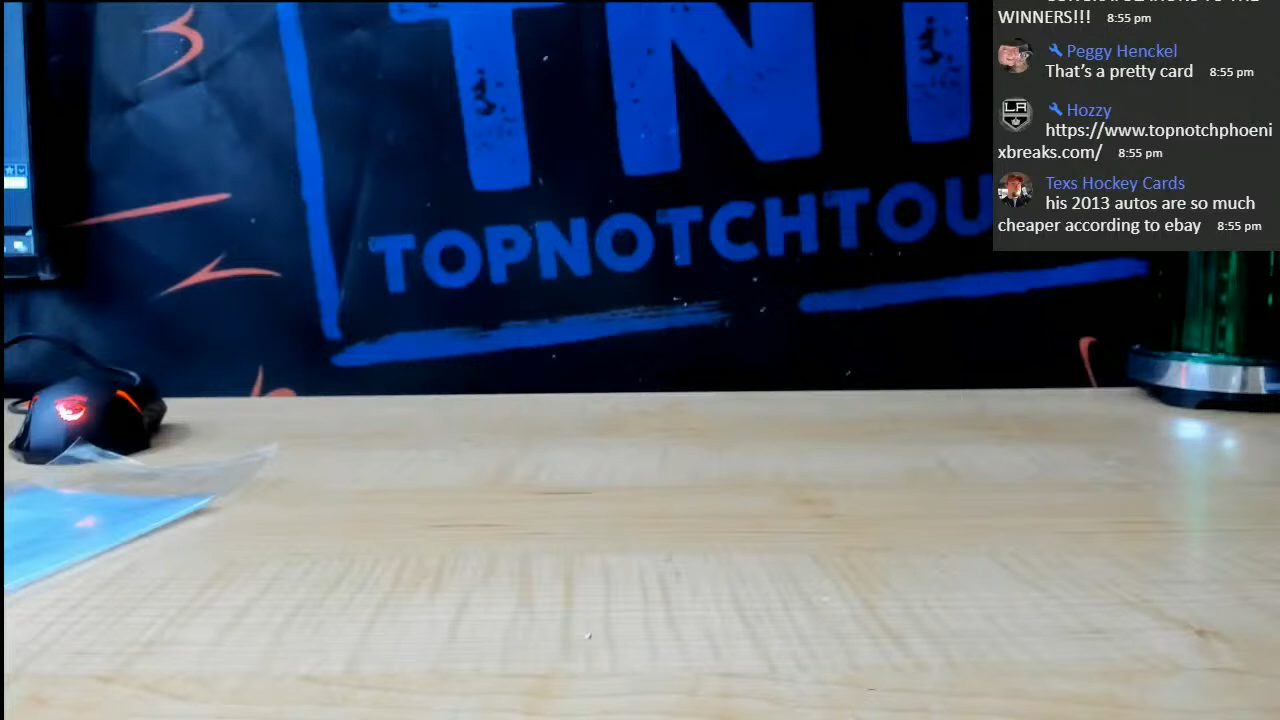 TNT
TOPNOTCHTOU
WINNERS!!! 8:55 pm
Peggy Henckel
That’s a pretty card 8:55 pm
Hozzy
https://www.topnotchphoeni
xbreaks.com/ 8:55 pm
Texs Hockey Cards
his 2013 autos are so much
cheaper according to ebay 8:55 pm
LA